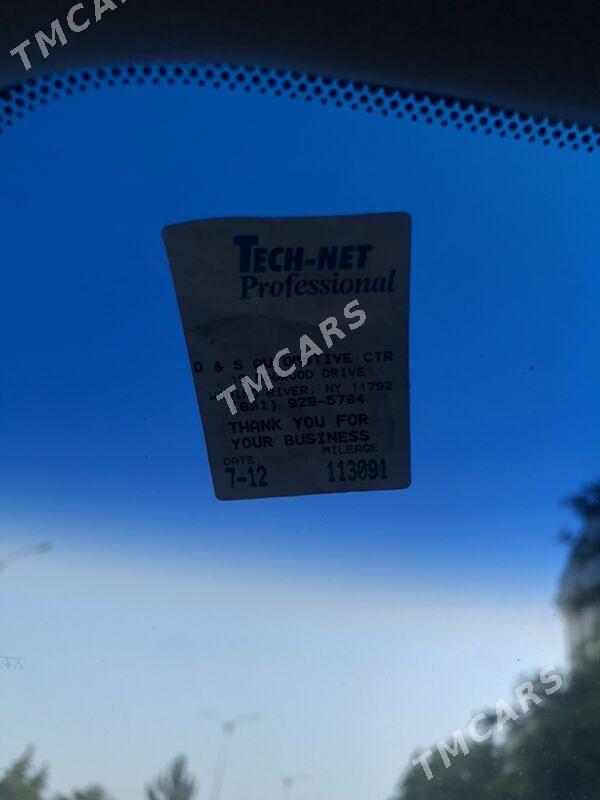 TMCARS
TECH-NET
Professional
D & S AUTOMOTIVE CTR
DRIVE
RIVER, NY 11792
929-5704
TMCARS
THANK YOU FOR
YOUR BUSINESS
DATE MILEAGE
7-12 113091
TMCARS